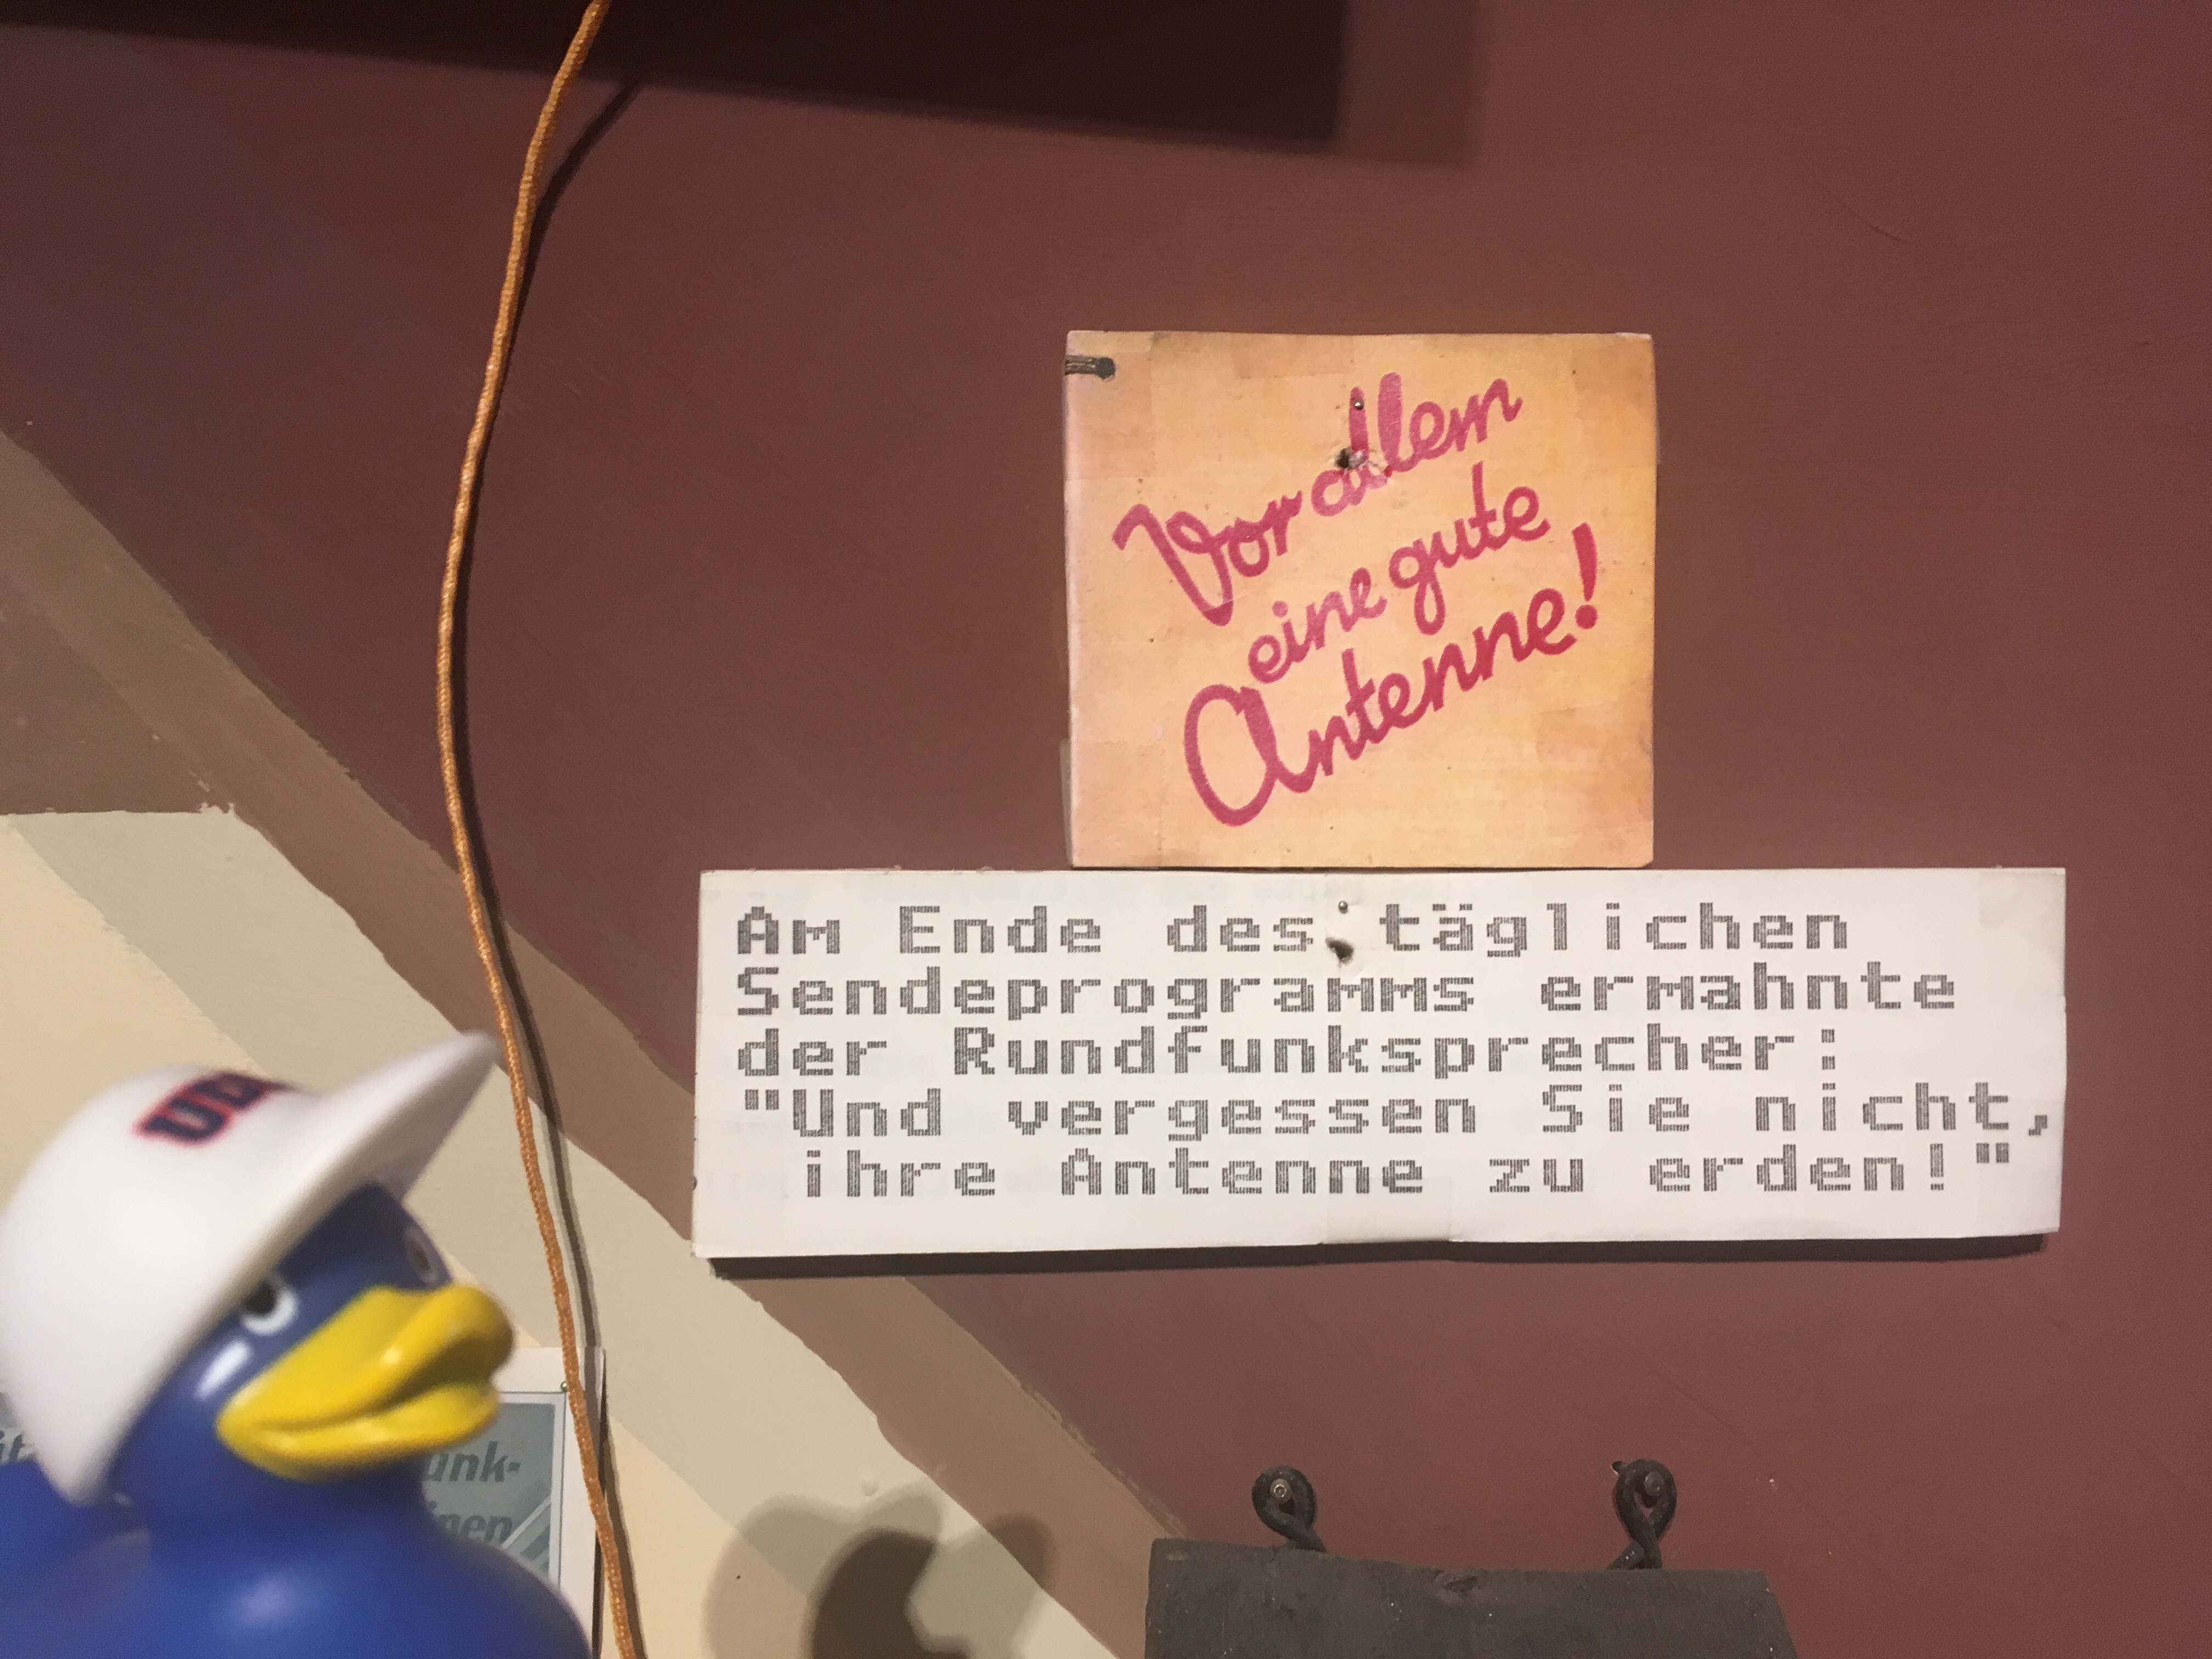 Vor allem
eine gute
Antenne!
Am Ende des täglichen
Sendeprogramms ermahnte
der Rundfunksprecher:
"Und vergessen Sie nicht,
ihre Antenne zu erden!"